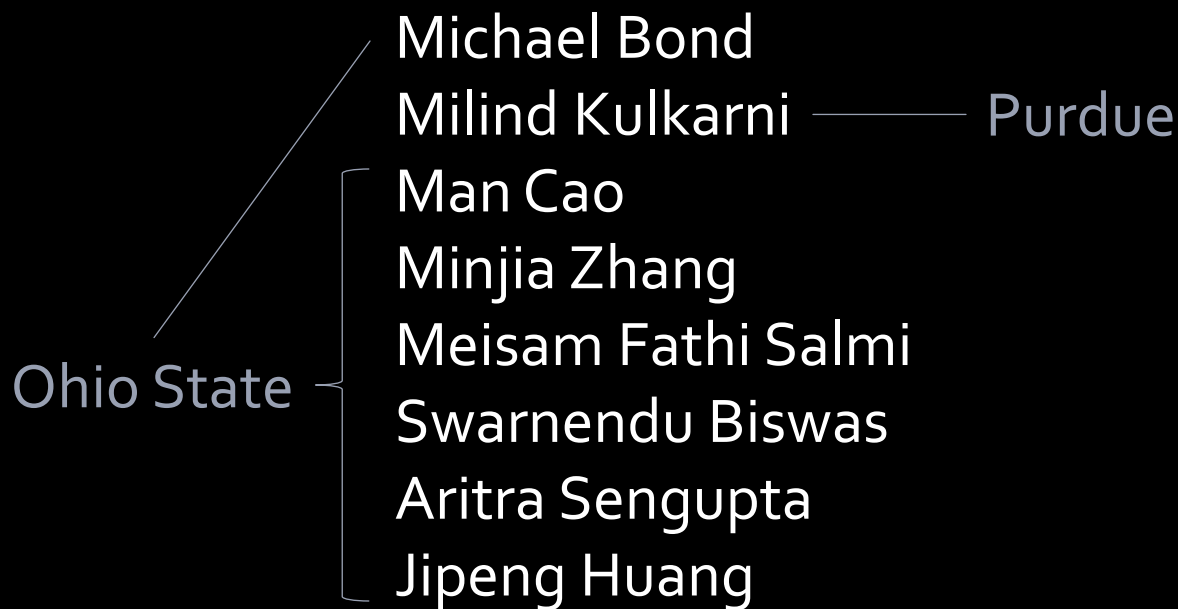 Michael Bond
Milind Kulkarni
Purdue
Man Cao
Minjia Zhang
Meisam Fathi Salmi
Ohio State
Swarnendu Biswas
Aritra Sengupta
Jipeng Huang